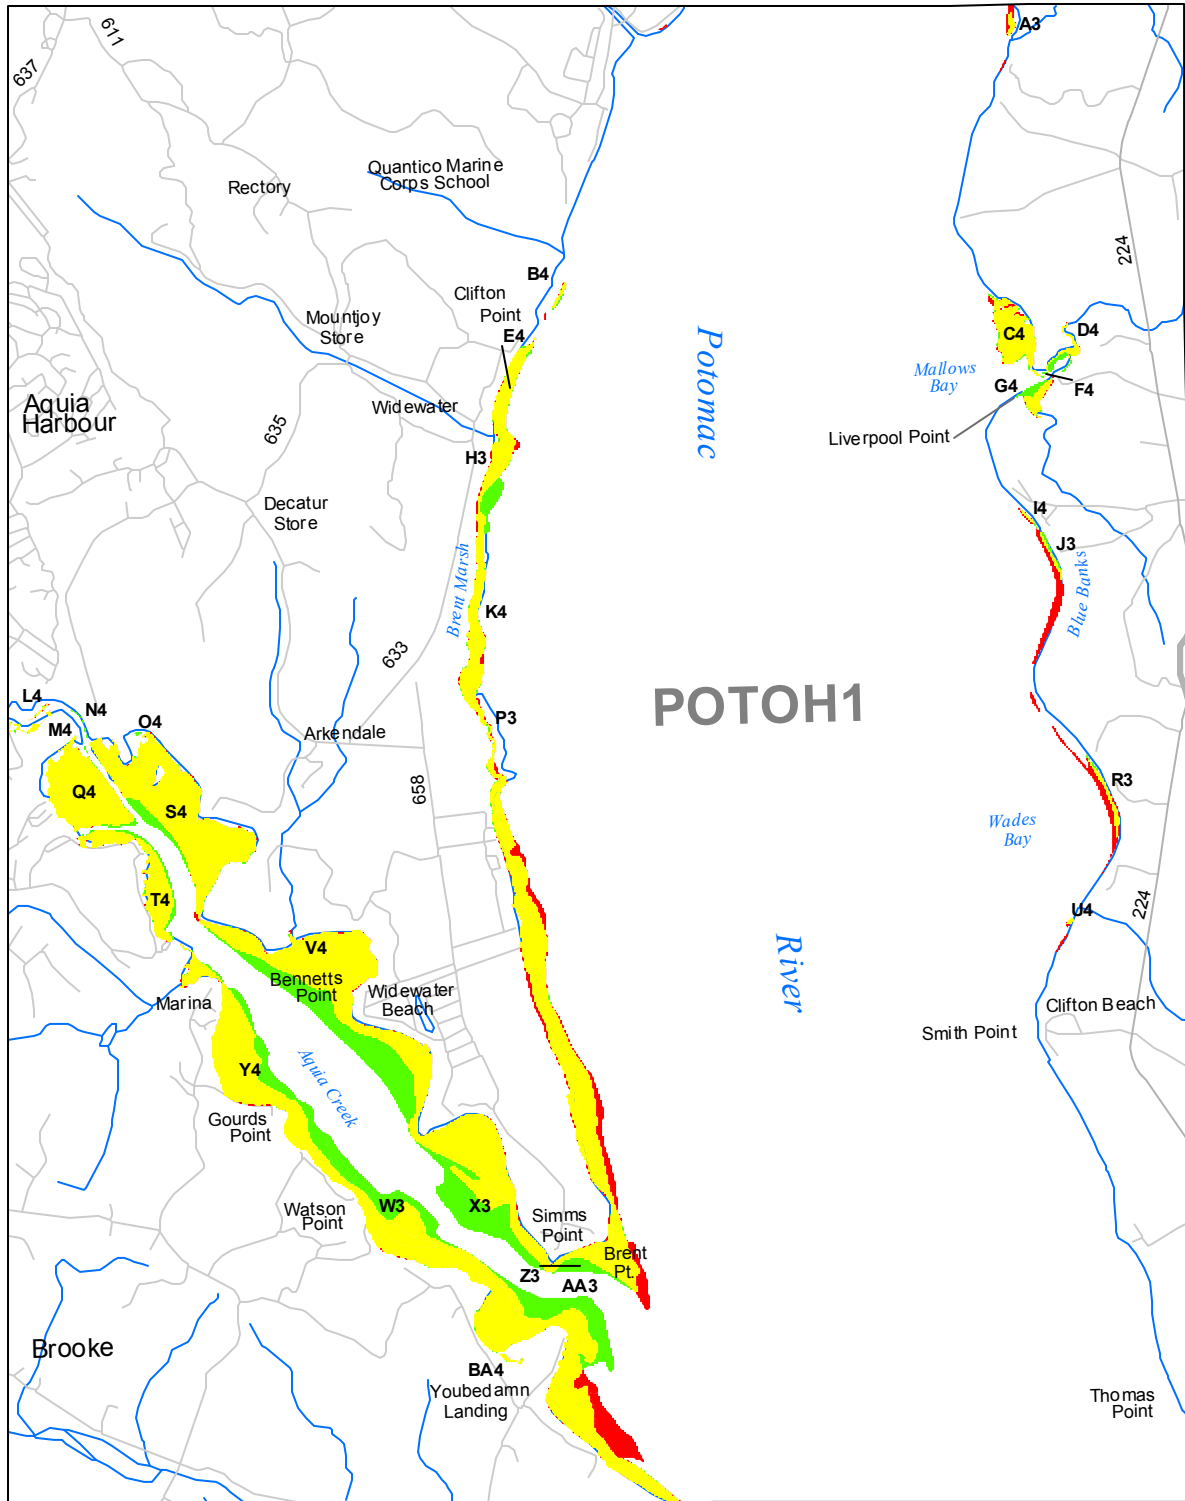 611
A3
637
Quantico Marine
Corps School
Rectory
224
B4
Clifton
Point
Mountjoy
Store
E4
C4
D4
Potomac
Mallows
Bay
G4
F4
Aquia
Harbour
Widewater
635
Liverpool Point
H3
Decatur
Store
I4
J3
Brent Marsh
Blue Banks
K4
633
L4
N4
M4
O4
P3
POTOH1
Arkendale
658
R3
Q4
S4
Wades
Bay
T4
U4
224
V4
River
Bennetts
Point
Widewater
Beach
Marina
Clifton Beach
Smith Point
Y4
Aquia Creek
Gourds
Point
W3
X3
Watson
Point
Simms
Point
Brent
Pt.
Z3
AA3
Brooke
BA4
Youbedamn
Landing
Thomas
Point